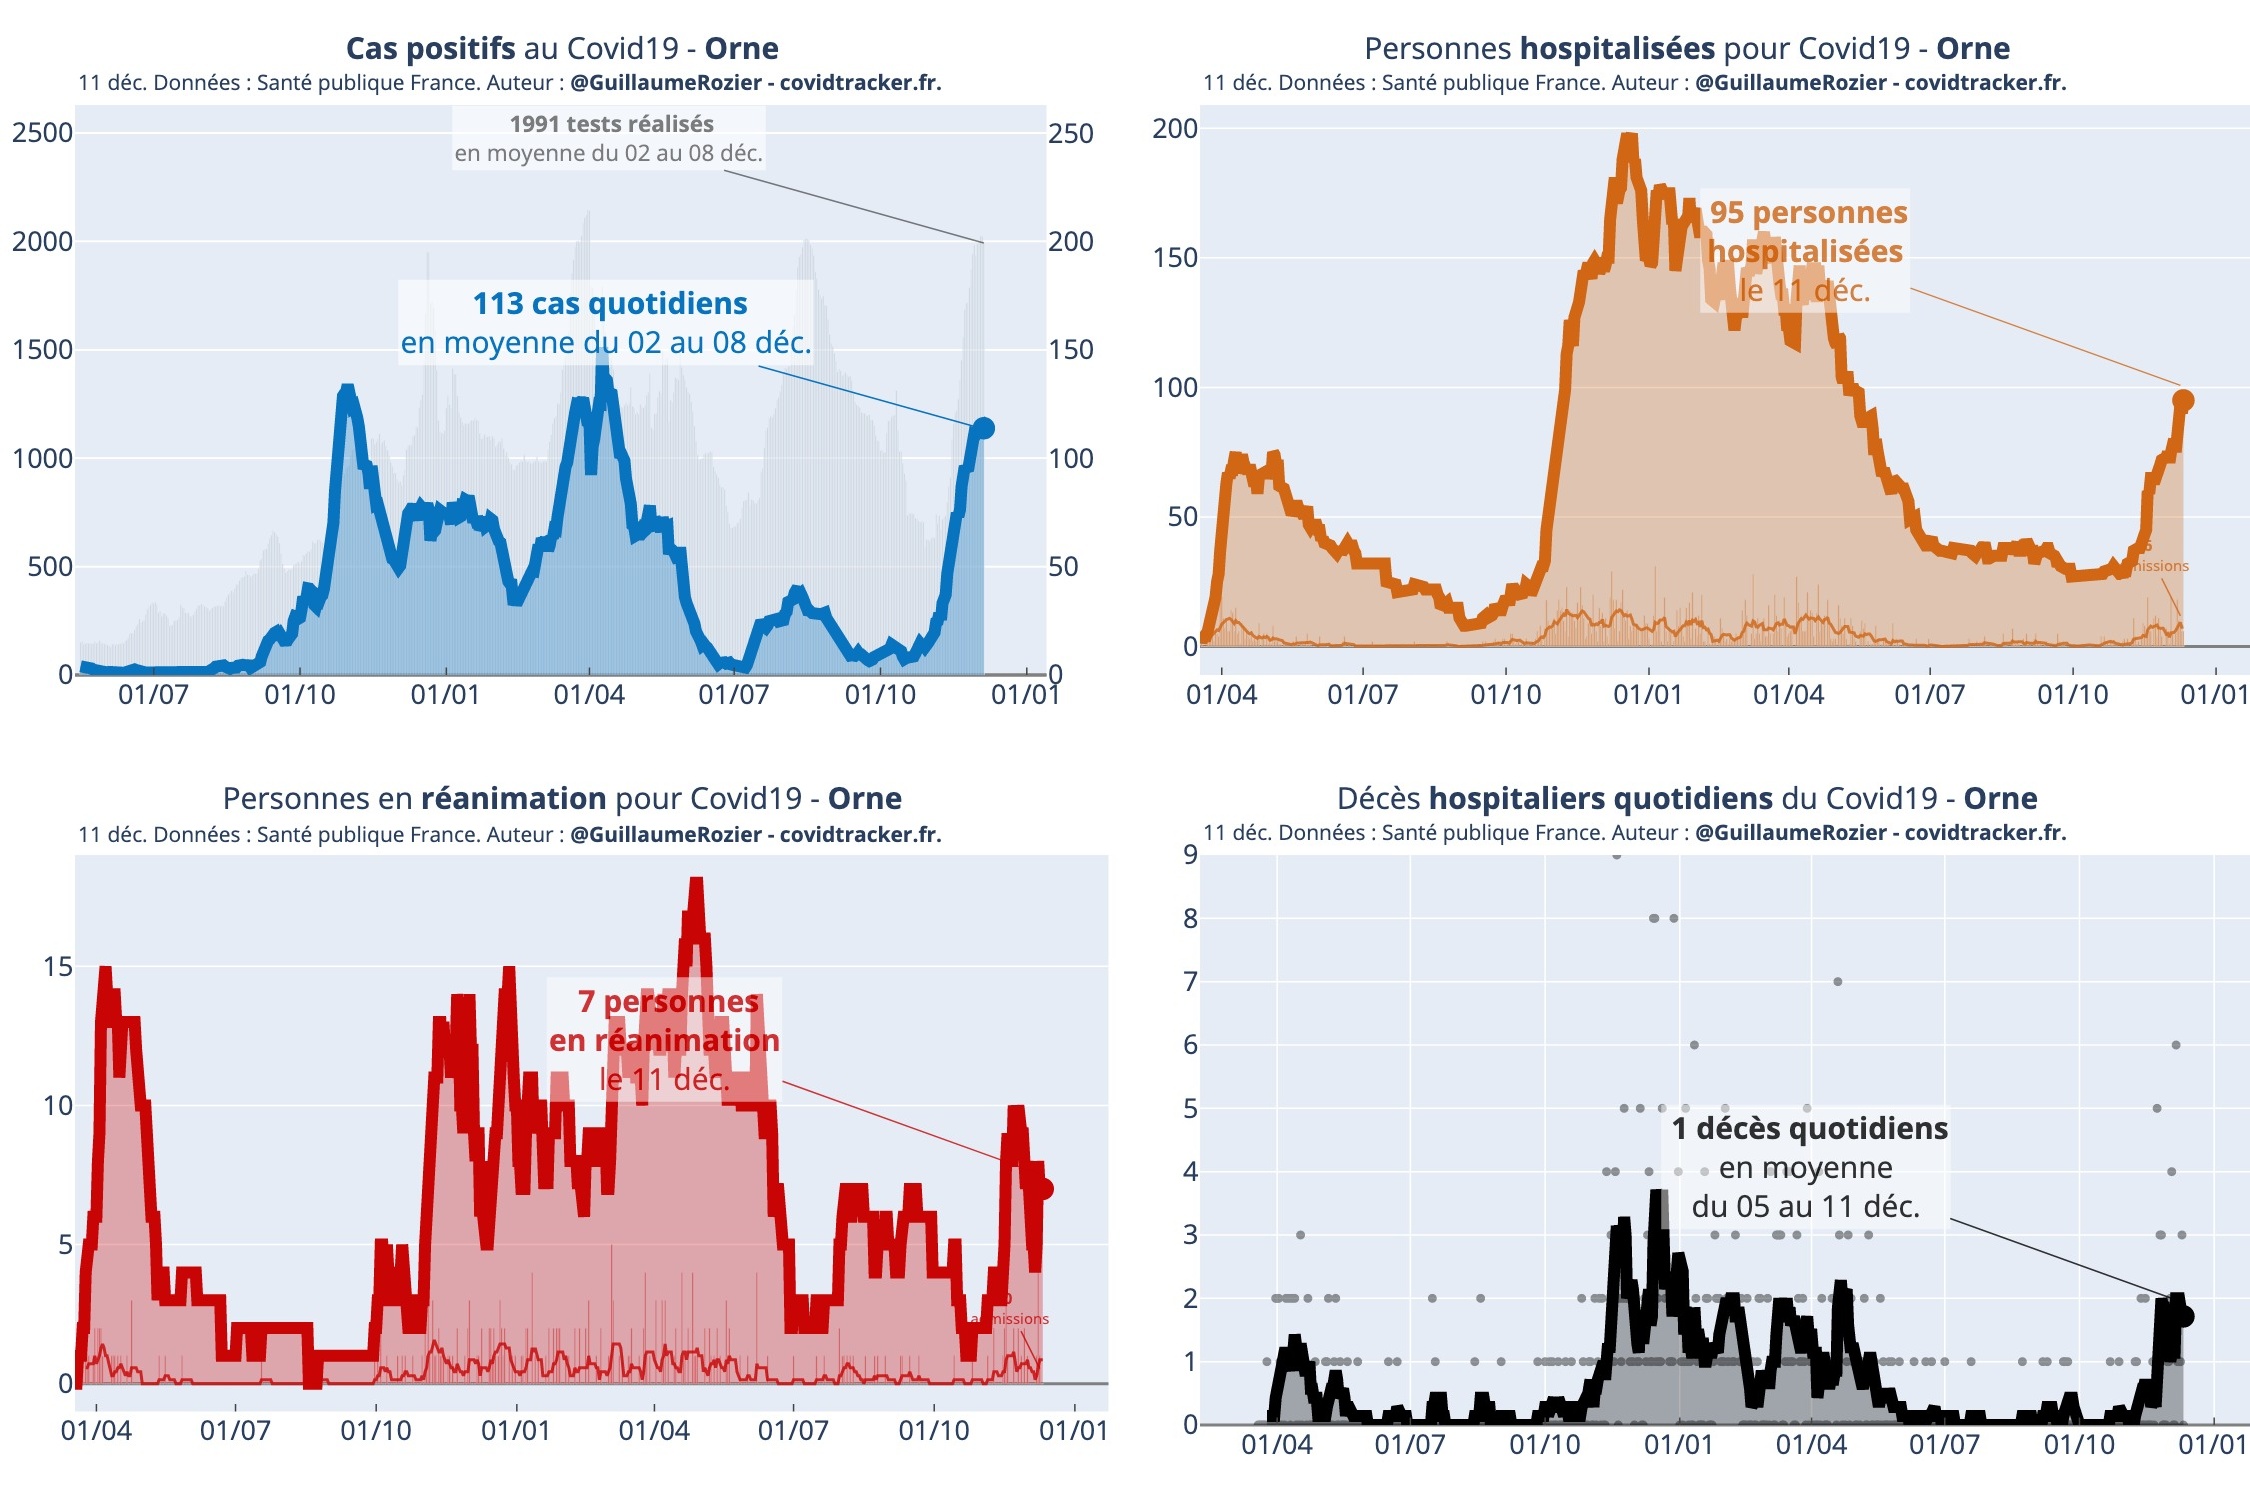 Cas positifs au Covid19 - Orne
11 déc. Données : Santé publique France. Auteur : @GuillaumeRozier - covidtracker.fr.
1991 tests réalisés
en moyenne du 02 au 08 déc.
113 cas quotidiens
en moyenne du 02 au 08 déc.
2500
2000
1500
1000
500
0
250
200
150
100
50
0
01/07
01/10
01/01
01/04
01/07
01/10
01/01
Personnes hospitalisées pour Covid19 - Orne
11 déc. Données : Santé publique France. Auteur : @GuillaumeRozier - covidtracker.fr.
95 personnes
hospitalisées
le 11 déc.
200
150
100
50
0
01/04
01/07
01/10
01/01
01/04
01/07
01/10
01/01
Personnes en réanimation pour Covid19 - Orne
11 déc. Données : Santé publique France. Auteur : @GuillaumeRozier - covidtracker.fr.
7 personnes
en réanimation
le 11 déc.
admissions
15
10
5
0
01/04
01/07
01/10
01/01
01/04
01/07
01/10
01/01
Décès hospitaliers quotidiens du Covid19 - Orne
11 déc. Données : Santé publique France. Auteur : @GuillaumeRozier - covidtracker.fr.
1 décès quotidiens
en moyenne
du 05 au 11 déc.
9
8
7
6
5
4
3
2
1
0
01/04
01/07
01/10
01/01
01/04
01/07
01/10
01/01